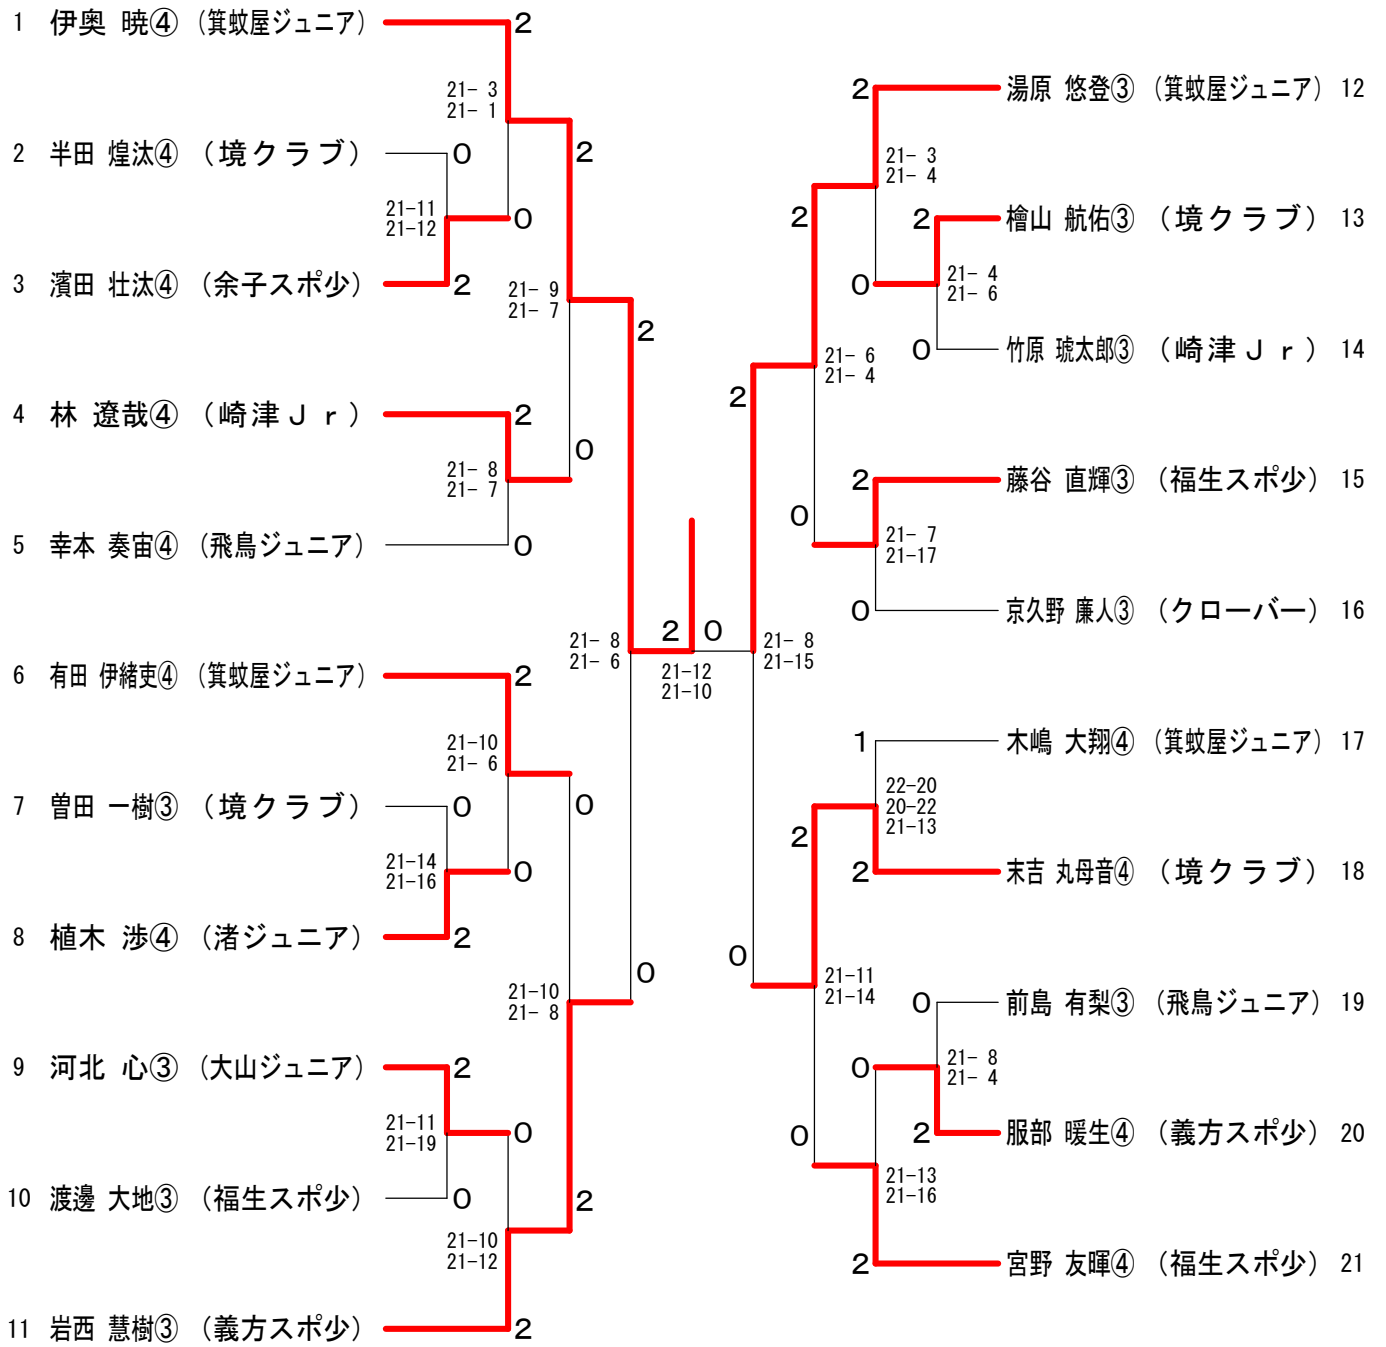 1 伊奥 暁④ (箕蚊屋ジュニア) 2
21- 3
21- 1
2 半田 煌汰④ (境クラブ) 0
2
21-11
21-12
0
3 濱田 壮汰④ (余子スポ少) 2
21- 9
21- 7
2
4 林 遼哉④ (崎津Jr) 2
0
21- 8
21- 7
5 幸本 奏宙④ (飛鳥ジュニア) 0
21- 8
21- 6
2 0
21-12
21-10
6 有田 伊緒吏④ (箕蚊屋ジュニア) 2
21-10
21- 6
7 曽田 一樹③ (境クラブ) 0
0
21-14
21-16
0
8 植木 渉④ (渚ジュニア) 2
0
21-10
21- 8
9 河北 心③ (大山ジュニア) 2
21-11
21-19
0
10 渡邊 大地③ (福生スポ少) 0
2
21-10
21-12
11 岩西 慧樹③ (義方スポ少) 2
2 湯原 悠登③ (箕蚊屋ジュニア) 12
21- 3
21- 4
2
2 檜山 航佑③ (境クラブ) 13
0
21- 4
21- 6
0 竹原 琥太郎③ (崎津Jr) 14
21- 6
21- 4
2
2 藤谷 直輝③ (福生スポ少) 15
0
21- 7
21-17
0 京久野 廉人③ (クローバー) 16
21- 8
21-15
1 木嶋 大翔④ (箕蚊屋ジュニア) 17
22-20
20-22
21-13
2
2 末吉 丸母音④ (境クラブ) 18
0
21-11
21-14
0 前島 有梨③ (飛鳥ジュニア) 19
0
21- 8
21- 4
2 服部 暖生④ (義方スポ少) 20
0
21-13
21-16
2 宮野 友暉④ (福生スポ少) 21